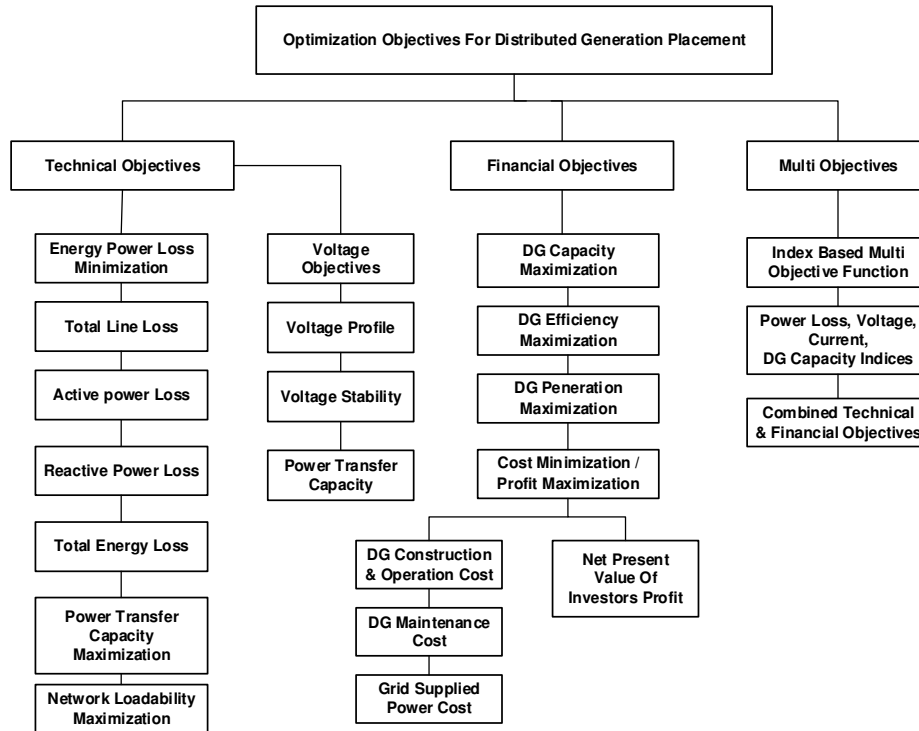 Optimization Objectives For Distributed Generation Placement
Technical Objectives
Financial Objectives
Multi Objectives
Energy Power Loss
Minimization
Total Line Loss
Active power Loss
Reactive Power Loss
Total Energy Loss
Power Transfer
Capacity
Maximization
Network Loadability
Maximization
Voltage
Objectives
Voltage Profile
Voltage Stability
Power Transfer
Capacity
DG Capacity
Maximization
DG Efficiency
Maximization
DG Peneration
Maximization
Cost Minimization /
Profit Maximization
DG Construction
& Operation Cost
DG Maintenance
Cost
Grid Supplied
Power Cost
Net Present
Value Of
Investors Profit
Index Based Multi
Objective Function
Power Loss, Voltage,
Current,
DG Capacity Indices
Combined Technical
& Financial Objectives